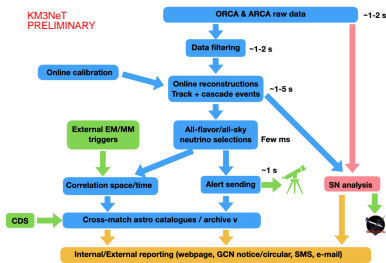 KM3NeT
PRELIMINARY
ORCA & ARCA raw data
~1-2 s
Data filtering
~1-2 s
Online calibration
Online reconstructions
Track + cascade events
~1-5 s
External EM/MM
triggers
All-flavor/all-sky
neutrino selections
Few ms
~1 s
Correlation space/time
Alert sending
SN analysis
CDS
Cross-match astro catalogues / archive ν
Internal/External reporting (webpage, GCN notice/circular, SMS, e-mail)